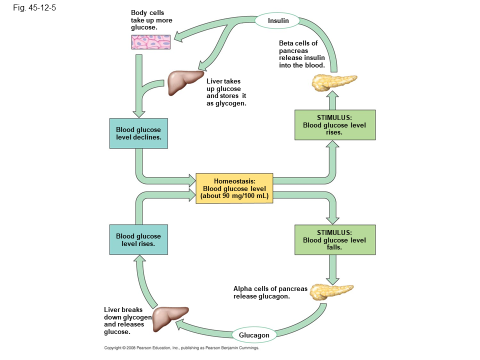 Fig. 45-12-5
Body cells
take up more
glucose.
Insulin
Beta cells of
pancreas
release insulin
into the blood.
Liver takes
up glucose
and stores it
as glycogen.
STIMULUS:
Blood glucose level
rises.
Blood glucose
level declines.
Homeostasis:
Blood glucose level
(about 90 mg/100 mL)
Blood glucose
level rises.
STIMULUS:
Blood glucose level
falls.
Alpha cells of pancreas
release glucagon.
Liver breaks
down glycogen
and releases
glucose.
Glucagon
Copyright © 2008 Pearson Education, Inc., publishing as Pearson Benjamin Cummings.